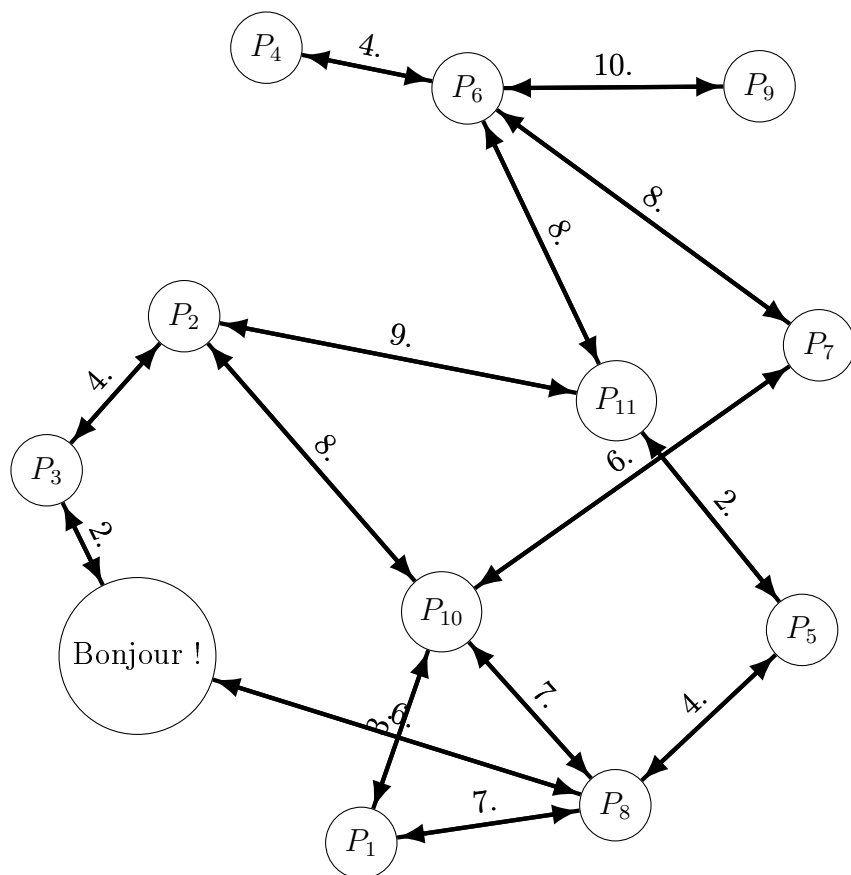 P₄
4.
P₆
10.
P₉
8.
8.
P₂
9.
P₇
4.
P₁₁
8.
6.
P₃
2.
2.
P₁₀
P₅
Bonjour !
7.
4.
3.
6.
7.
P₈
P₁